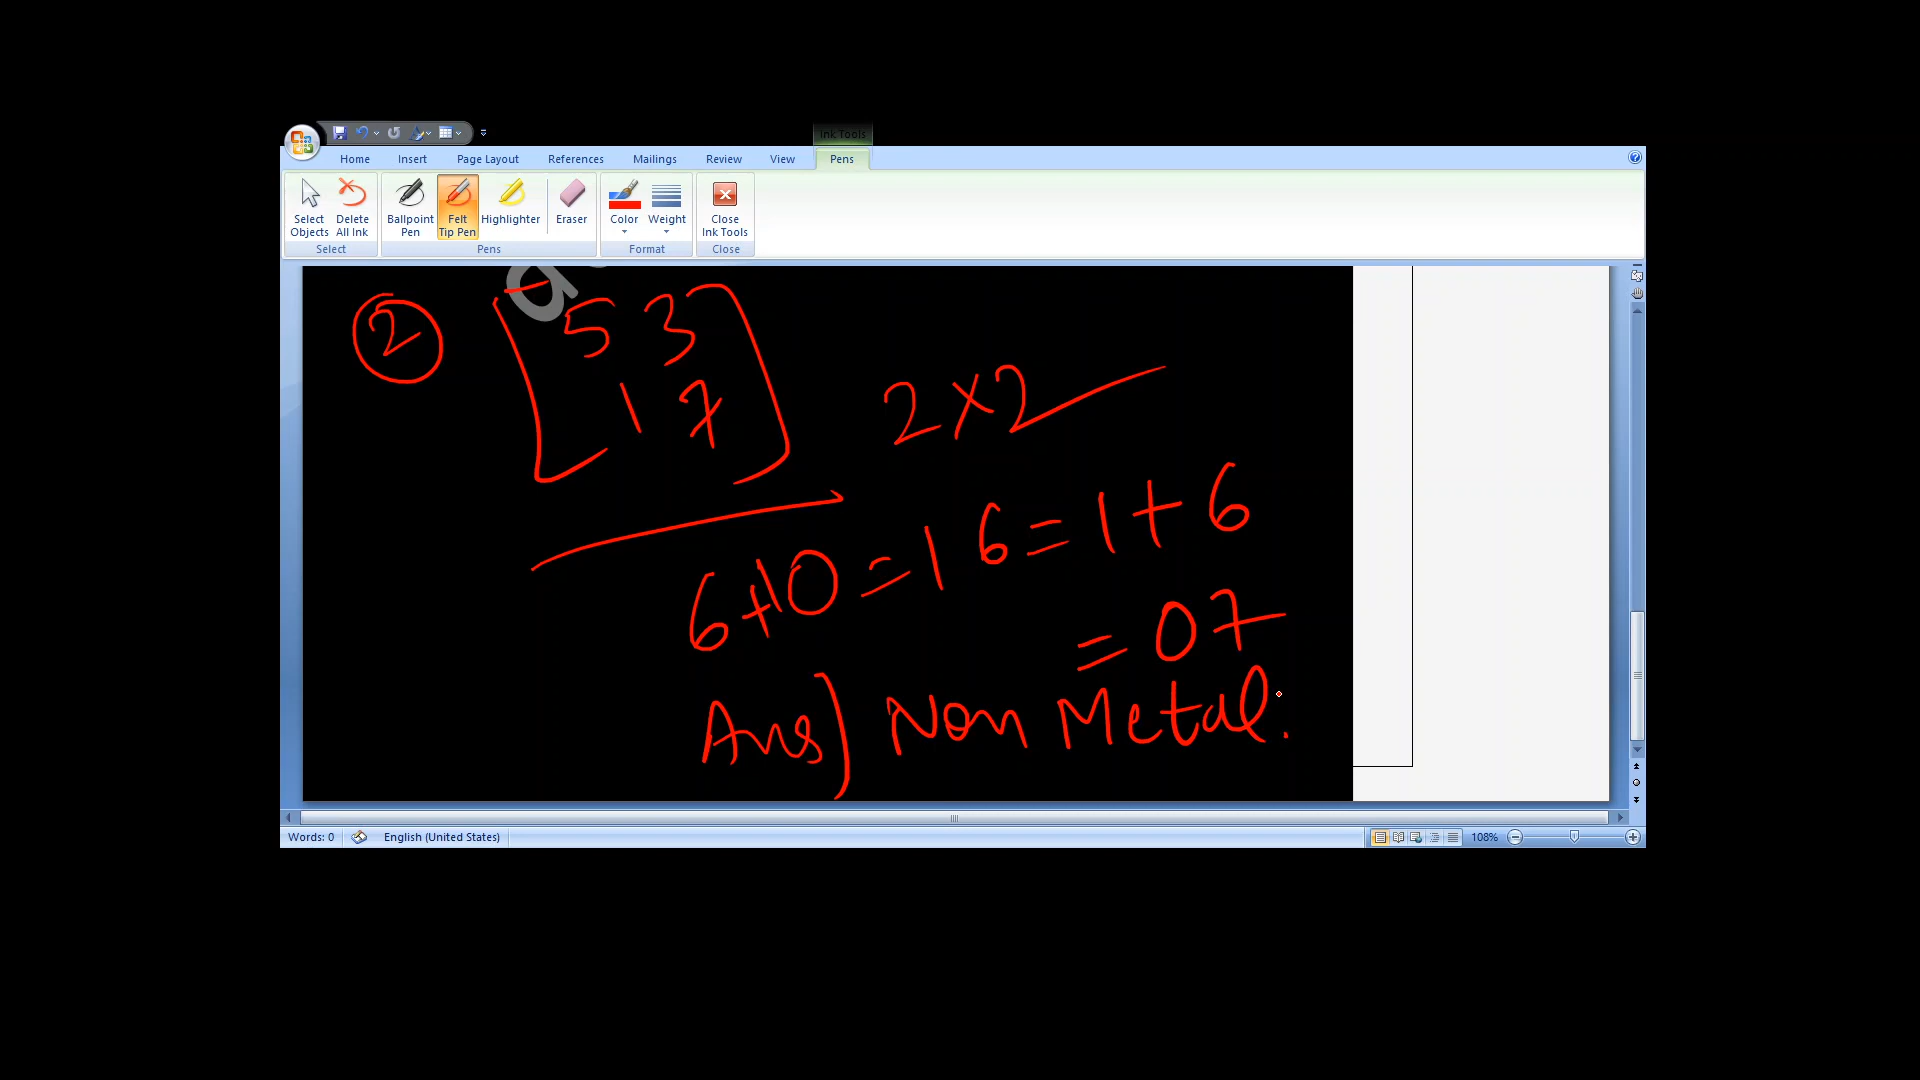 Ink Tools
Home Insert Page Layout References Mailings Review View Pens
Select Objects Delete All Ink Ballpoint Pen Felt Tip Pen Highlighter Eraser Color Weight Close Ink Tools
Select Pens Format Close
2 [5 3
1 7] 2×2
6+10=16=1+6
=07
Ans) Non Metal.
Words: 0 English (United States) 108%